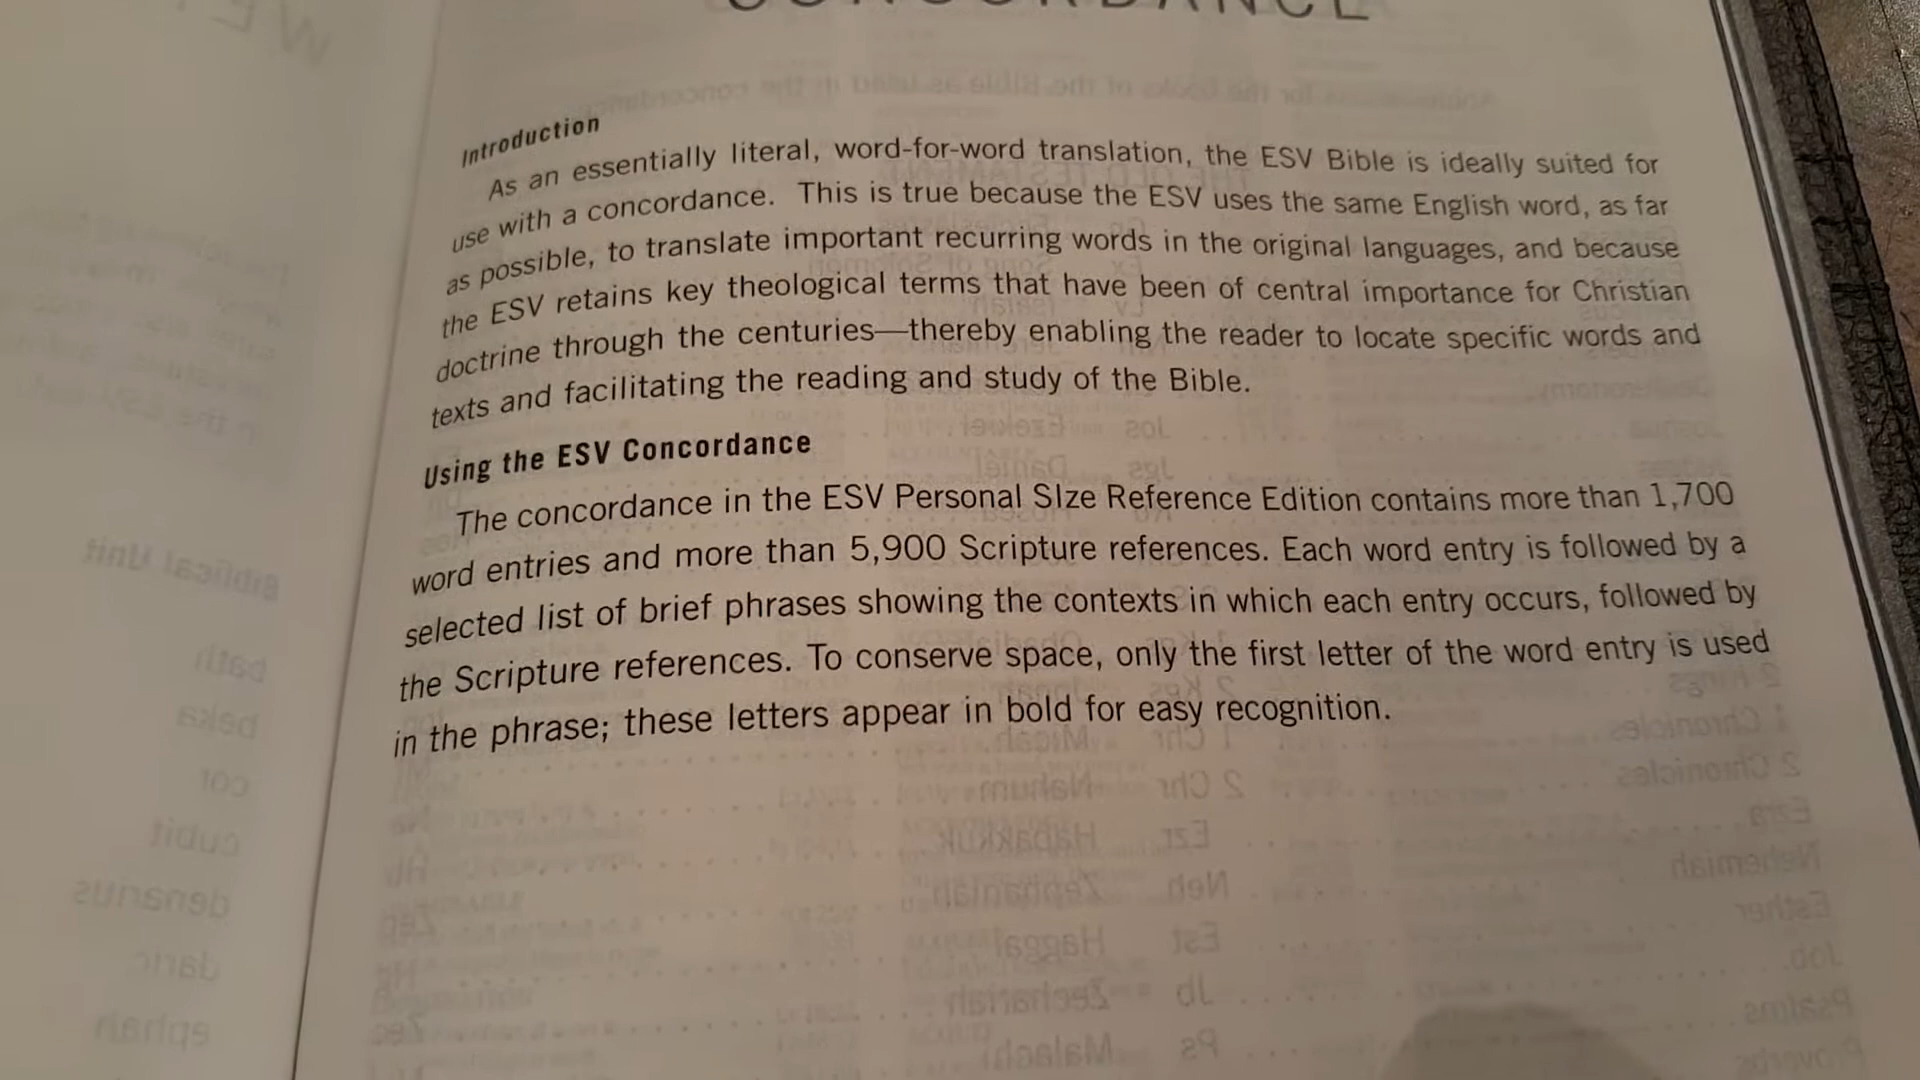 CONCORDANCE
Introduction
As an essentially literal, word-for-word translation, the ESV Bible is ideally suited for
use with a concordance. This is true because the ESV uses the same English word, as far
as possible, to translate important recurring words in the original languages, and because
the ESV retains key theological terms that have been of central importance for Christian
doctrine through the centuries—thereby enabling the reader to locate specific words and
texts and facilitating the reading and study of the Bible.
Using the ESV Concordance
The concordance in the ESV Personal SIze Reference Edition contains more than 1,700
word entries and more than 5,900 Scripture references. Each word entry is followed by a
selected list of brief phrases showing the contexts in which each entry occurs, followed by
the Scripture references. To conserve space, only the first letter of the word entry is used
in the phrase; these letters appear in bold for easy recognition.